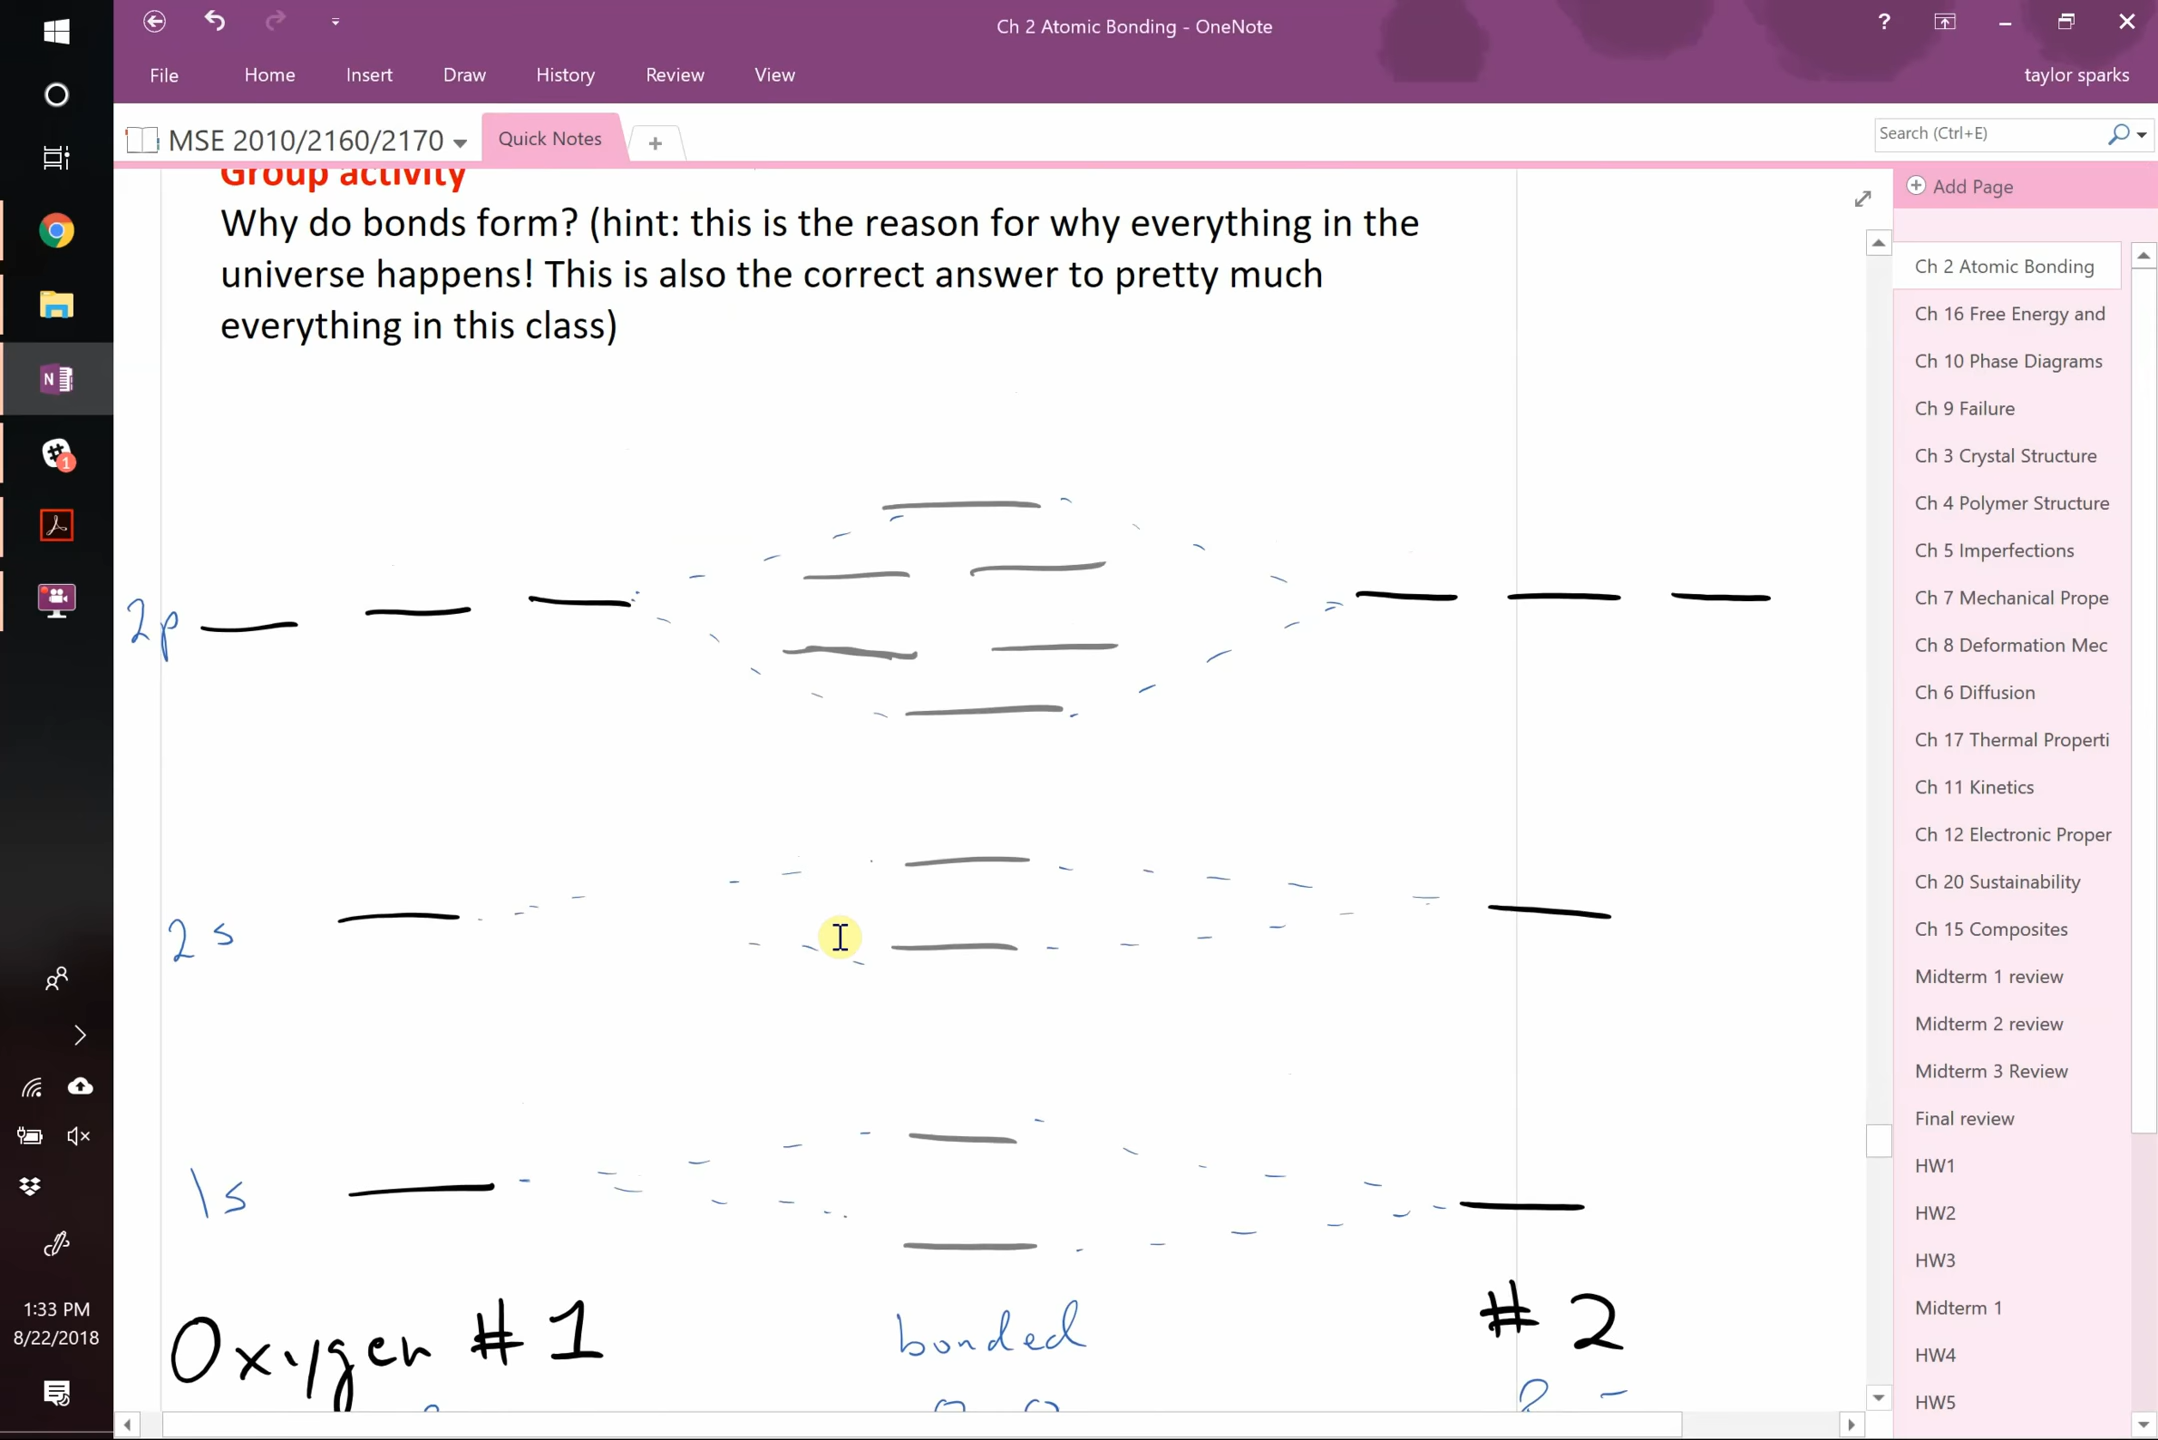 Ch 2 Atomic Bonding - OneNote
?
File Home Insert Draw History Review View
taylor sparks
MSE 2010/2160/2170
Quick Notes
+
Search (Ctrl+E)
Add Page
Group activity
Why do bonds form? (hint: this is the reason for why everything in the
universe happens! This is also the correct answer to pretty much
everything in this class)
2p
2s
1s
Oxygen #1
bonded
#2
Ch 2 Atomic Bonding
Ch 16 Free Energy and
Ch 10 Phase Diagrams
Ch 9 Failure
Ch 3 Crystal Structure
Ch 4 Polymer Structure
Ch 5 Imperfections
Ch 7 Mechanical Prope
Ch 8 Deformation Mec
Ch 6 Diffusion
Ch 17 Thermal Properti
Ch 11 Kinetics
Ch 12 Electronic Proper
Ch 20 Sustainability
Ch 15 Composites
Midterm 1 review
Midterm 2 review
Midterm 3 Review
Final review
HW1
HW2
HW3
Midterm 1
HW4
HW5
N
1
1:33 PM
8/22/2018